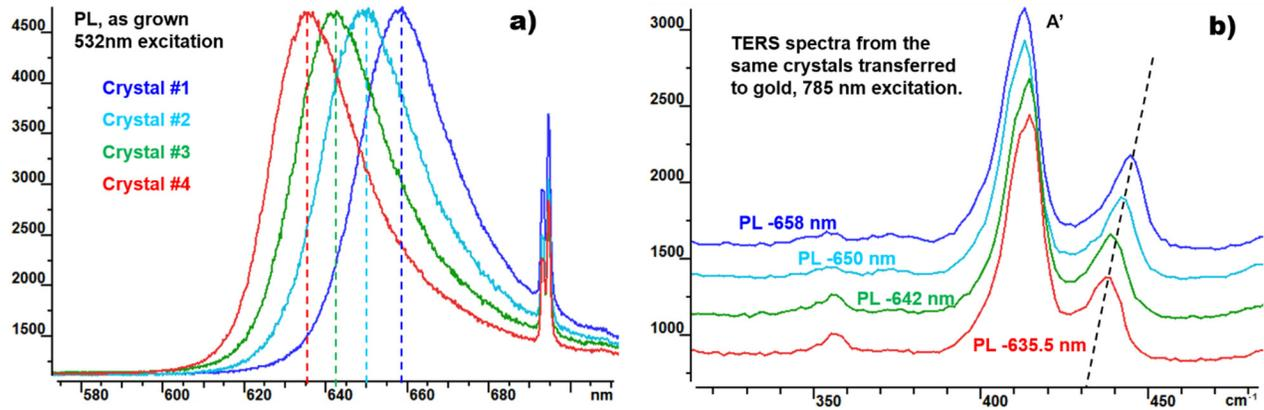 PL, as grown
532nm excitation
a)
Crystal #1
Crystal #2
Crystal #3
Crystal #4
4500
4000
3500
3000
2500
2000
1500
580
600
620
640
660
680
nm
b)
A’
TERS spectra from the
same crystals transferred
to gold, 785 nm excitation.
PL -658 nm
PL -650 nm
PL -642 nm
PL -635.5 nm
3000
2500
2000
1500
1000
350
400
450
cm⁻¹